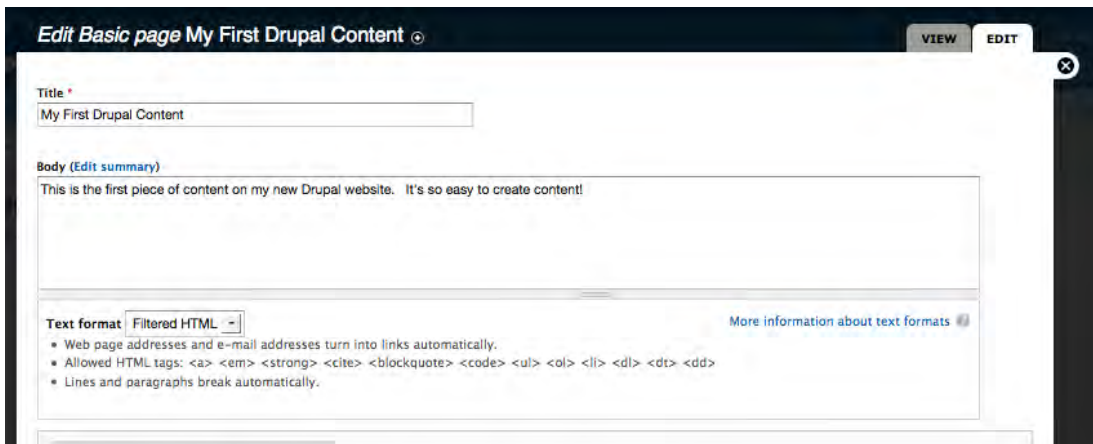 Edit Basic page My First Drupal Content
VIEW
EDIT
Title *
My First Drupal Content
Body (Edit summary)
This is the first piece of content on my new Drupal website.   It's so easy to create content!
Text format Filtered HTML
More information about text formats
Web page addresses and e-mail addresses turn into links automatically.
Allowed HTML tags: <a> <em> <strong> <cite> <blockquote> <code> <ul> <ol> <li> <dl> <dt> <dd>
Lines and paragraphs break automatically.